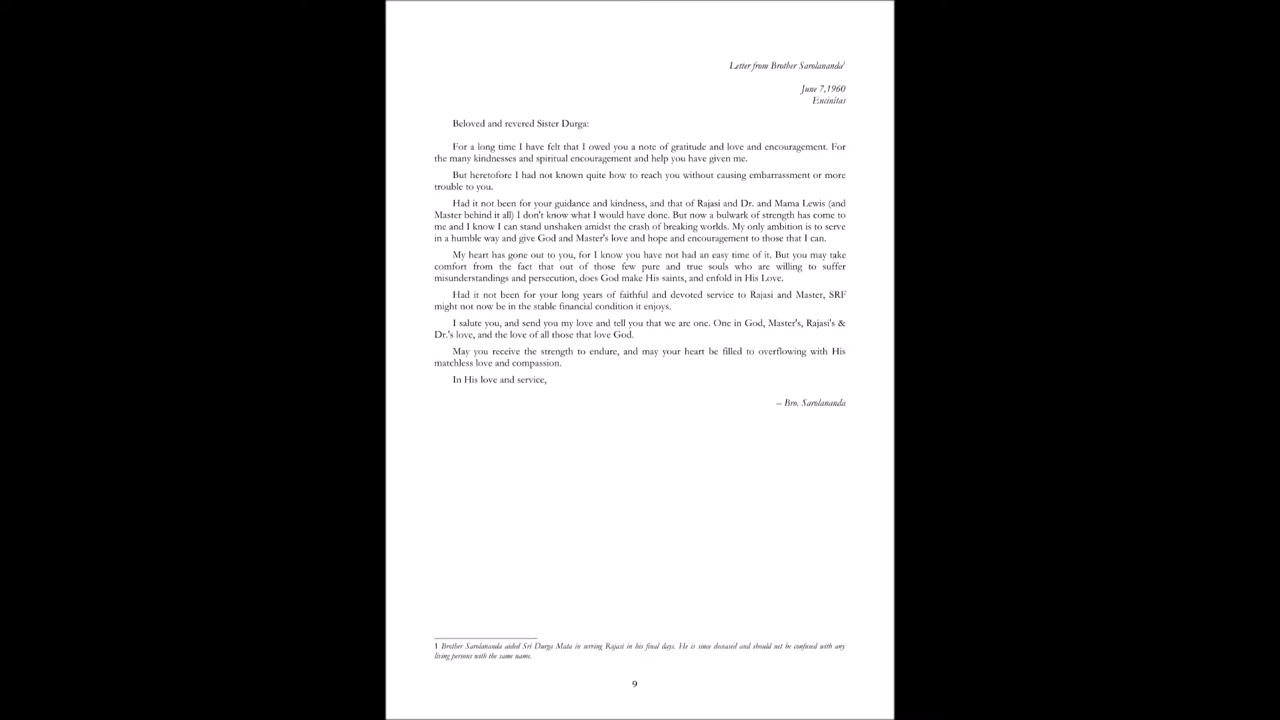 Letter from Brother Sarolananda¹
June 7,1960
Encinitas
Beloved and revered Sister Durga:
For a long time I have felt that I owed you a note of gratitude and love and encouragement. For
the many kindnesses and spiritual encouragement and help you have given me.
But heretofore I had not known quite how to reach you without causing embarrassment or more
trouble to you.
Had it not been for your guidance and kindness, and that of Rajasi and Dr. and Mama Lewis (and
Master behind it all) I don't know what I would have done. But now a bulwark of strength has come to
me and I know I can stand unshaken amidst the crash of breaking worlds. My only ambition is to serve
in a humble way and give God and Master's love and hope and encouragement to those that I can.
My heart has gone out to you, for I know you have not had an easy time of it. But you may take
comfort from the fact that out of those few pure and true souls who are willing to suffer
misunderstandings and persecution, does God make His saints, and enfold in His Love.
Had it not been for your long years of faithful and devoted service to Rajasi and Master, SRF
might not now be in the stable financial condition it enjoys.
I salute you, and send you my love and tell you that we are one. One in God, Master's, Rajasi's &
Dr.'s love, and the love of all those that love God.
May you receive the strength to endure, and may your heart be filled to overflowing with His
matchless love and compassion.
In His love and service,
– Bro. Sarolananda
1 Brother Sarolananda aided Sri Durga Mata in serving Rajasi in his final days. He is since deceased and should not be confused with any
living persons with the same name.
9